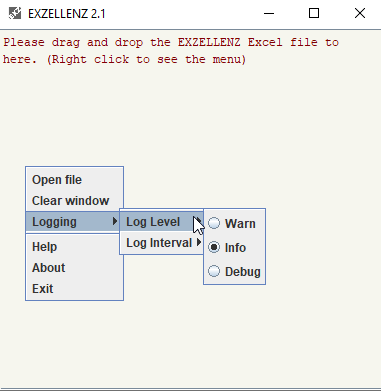 EXZELLENZ 2.1
Please drag and drop the EXZELLENZ Excel file to
here. (Right click to see the menu)
Open file
Clear window
Logging
Help
About
Exit
Log Level
Log Interval
Warn
Info
Debug